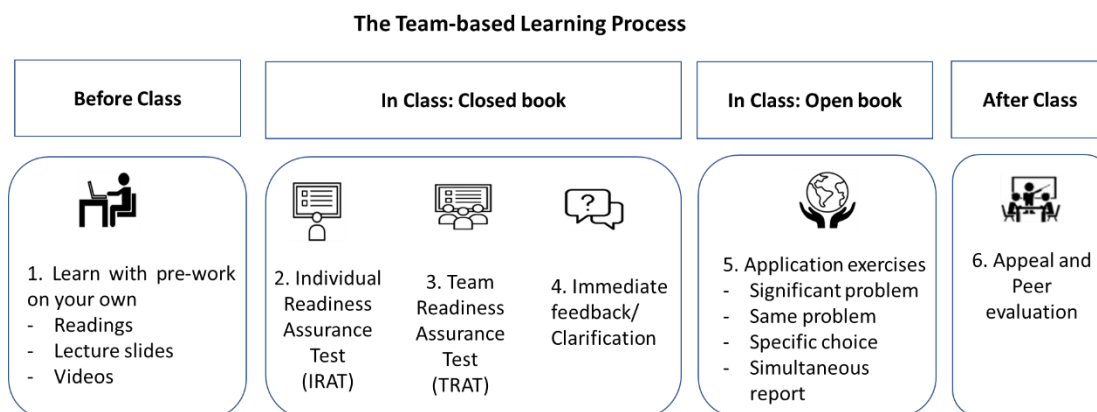 The Team-based Learning Process
Before Class
In Class: Closed book
In Class: Open book
After Class
1. Learn with pre-work
on your own
- Readings
- Lecture slides
- Videos
2. Individual
Readiness
Assurance
Test
(IRAT)
3. Team
Readiness
Assurance
Test
(TRAT)
?
4. Immediate
feedback/
Clarification
5. Application exercises
- Significant problem
- Same problem
- Specific choice
- Simultaneous
report
6. Appeal and
Peer
evaluation